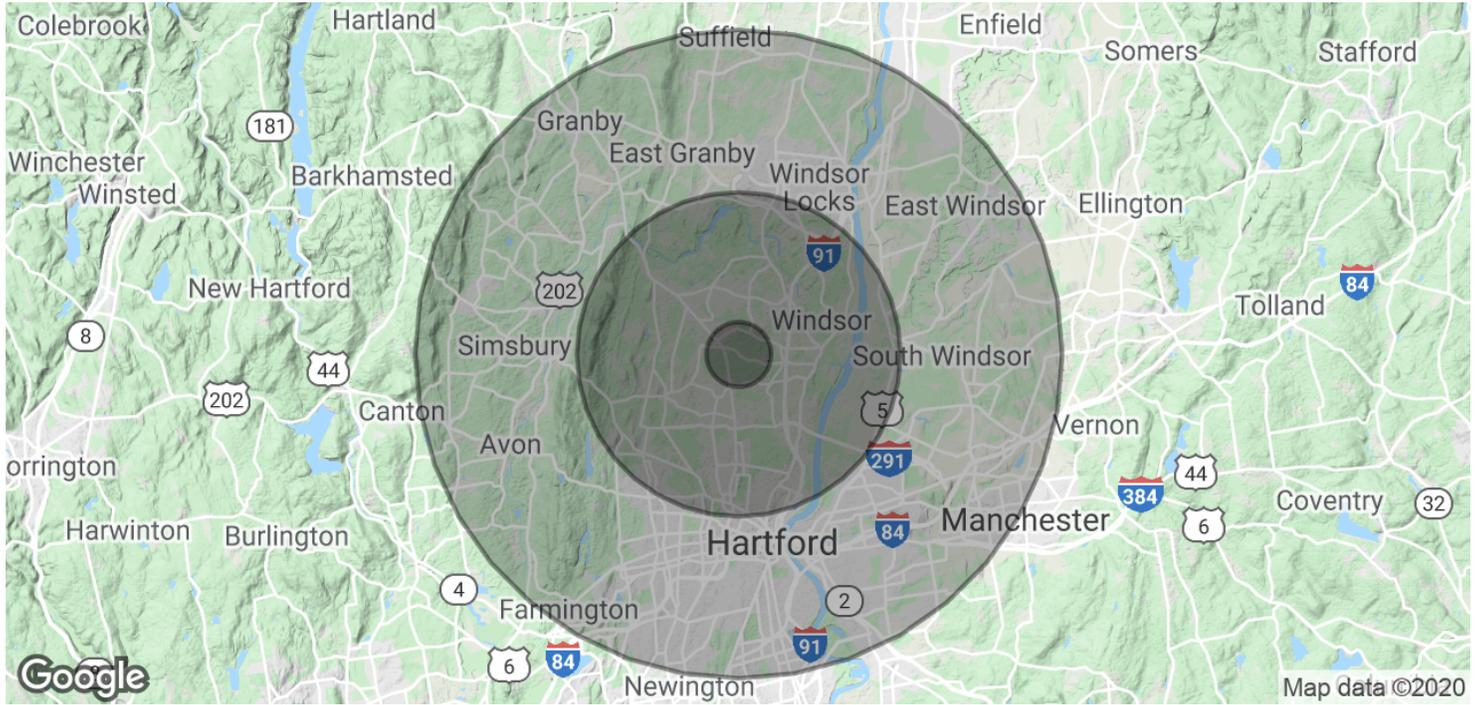 Colebrook
Hartland
Suffield
Enfield
Somers
Stafford
181
Granby
East Granby
Winchester
Winsted
Barkhamsted
Windsor
Locks
East Windsor
Ellington
91
202
New Hartford
84
Tolland
8
Windsor
Simsbury
South Windsor
44
202
Canton
5
Vernon
Avon
291
orrington
44
384
Coventry
32
Harwinton
Burlington
Hartford
84
Manchester
6
4
Farmington
2
91
6
84
Newington
Google
Map data ©2020